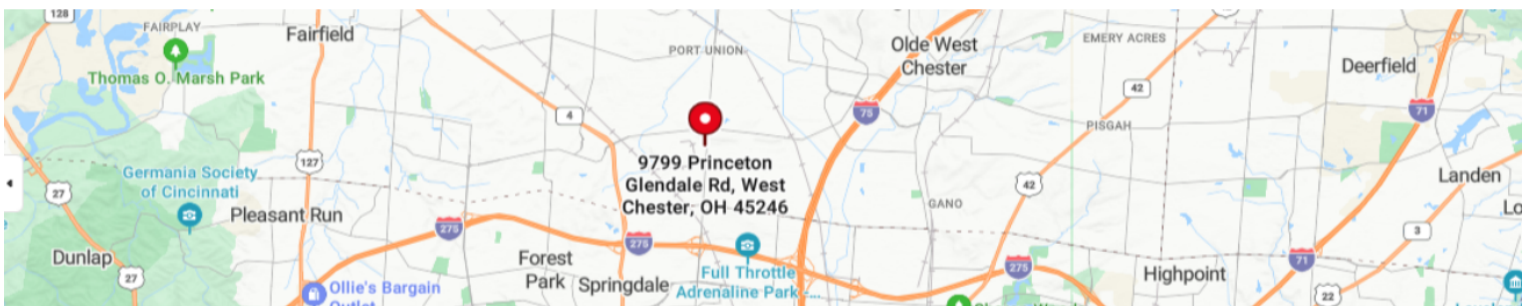 128
FAIRPLAY
Thomas O. Marsh Park
Fairfield
PORT UNION
Olde West
Chester
EMERY ACRES
Deerfield
42
4
75
71
PISGAH
127
27
Germania Society
of Cincinnati
9799 Princeton
Glendale Rd, West
Chester, OH 45246
42
Landen
GANO
Pleasant Run
275
275
3
Dunlap
27
Forest
Park
Springdale
Full Throttle
Adrenaline Park -...
275
Highpoint
71
Ollie's Bargain
22